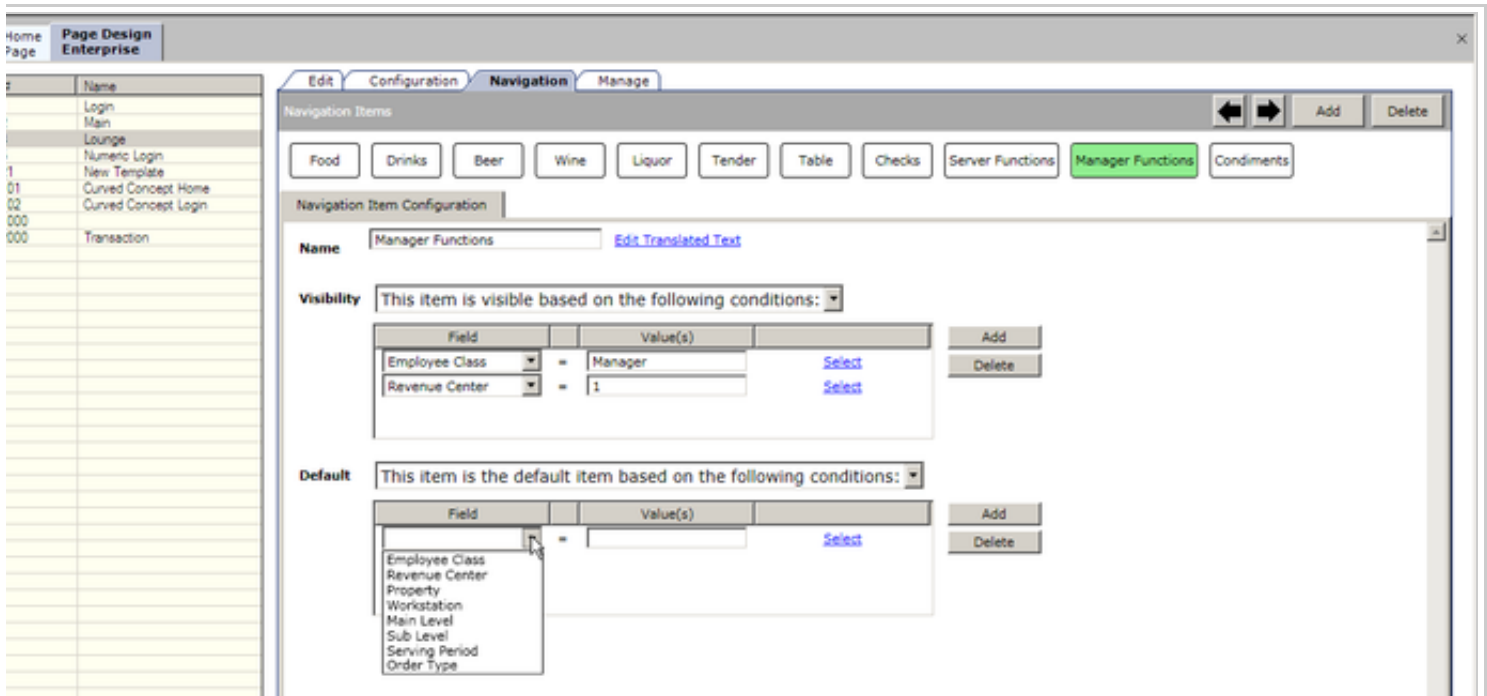 Home Page
Page Design Enterprise
Name
Login
Main
Lounge
Numeric Login
New Template
Curved Concept Home
Curved Concept Login
Transaction
Edit Configuration Navigation Manage
Navigation Items
Add Delete
Food Drinks Beer Wine Liquor Tender Table Checks Server Functions Manager Functions Condiments
Navigation Item Configuration
Name Manager Functions Edit Translated Text
Visibility This item is visible based on the following conditions:
Field Value(s) Add
Employee Class = Manager Select Delete
Revenue Center = 1 Select
Default This item is the default item based on the following conditions:
Field Value(s) Add
= Select Delete
Employee Class
Revenue Center
Property
Workstation
Main Level
Sub Level
Serving Period
Order Type